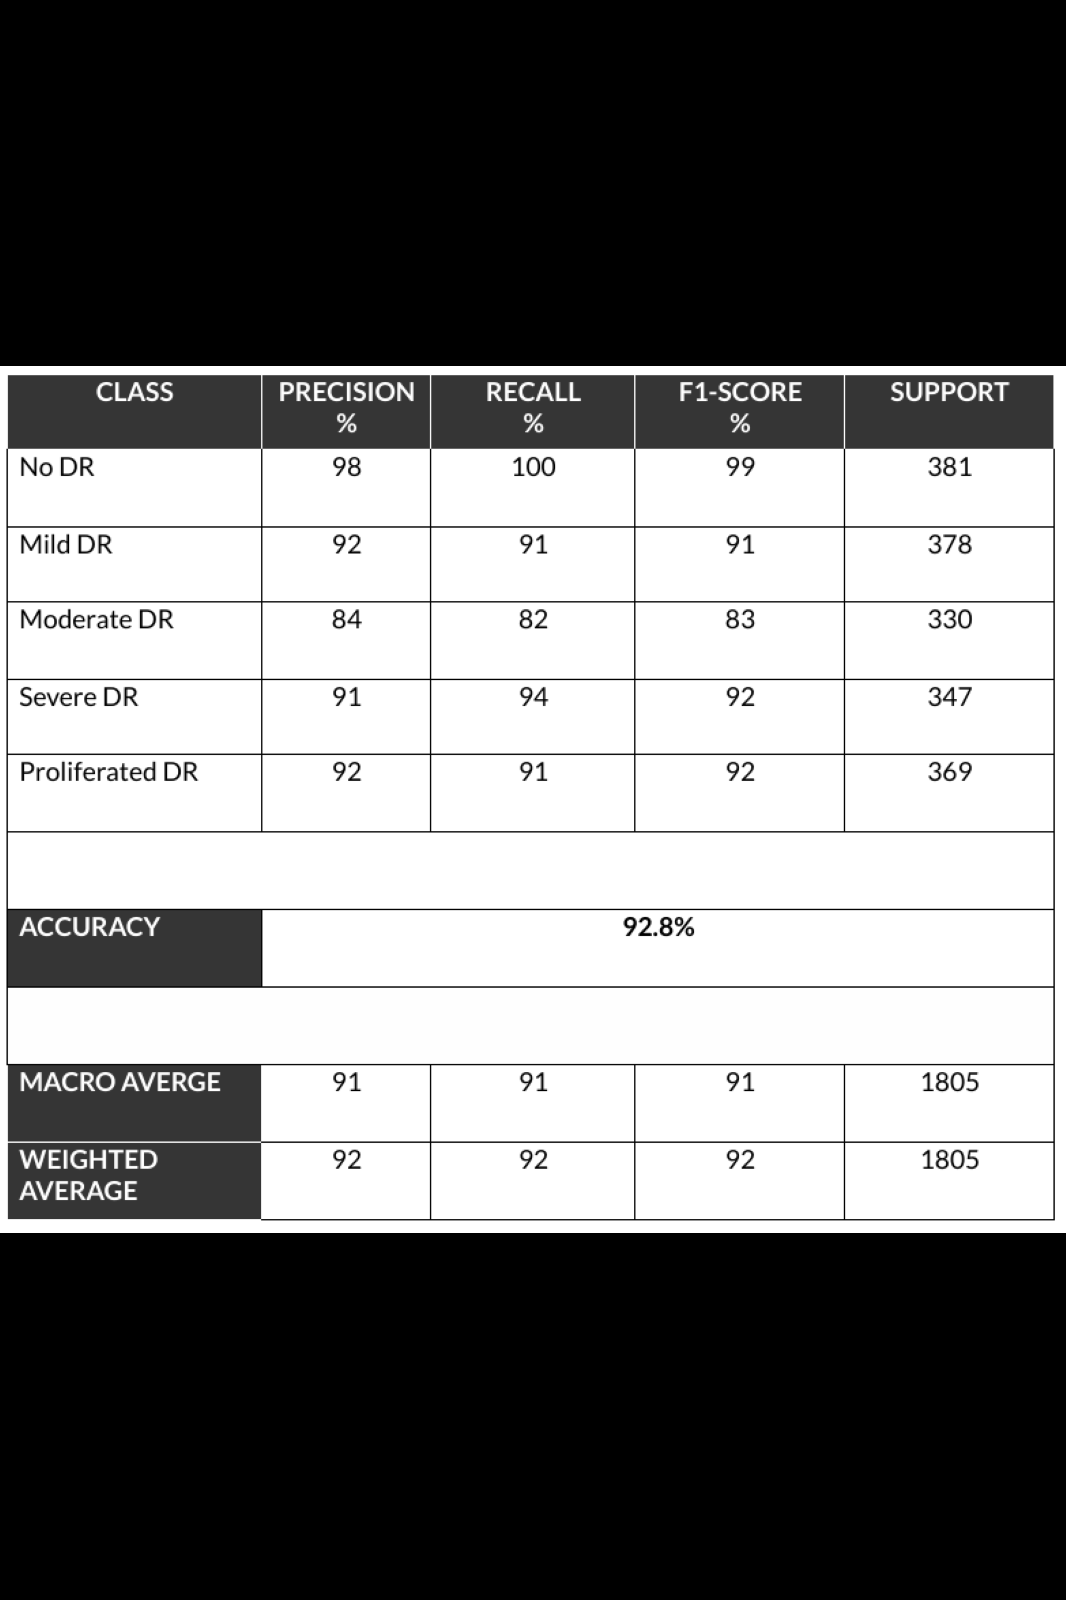 CLASS PRECISION RECALL F1-SCORE SUPPORT
% % %
No DR 98 100 99 381
Mild DR 92 91 91 378
Moderate DR 84 82 83 330
Severe DR 91 94 92 347
Proliferated DR 92 91 92 369
ACCURACY 92.8%
MACRO AVERGE 91 91 91 1805
WEIGHTED 92 92 92 1805
AVERAGE